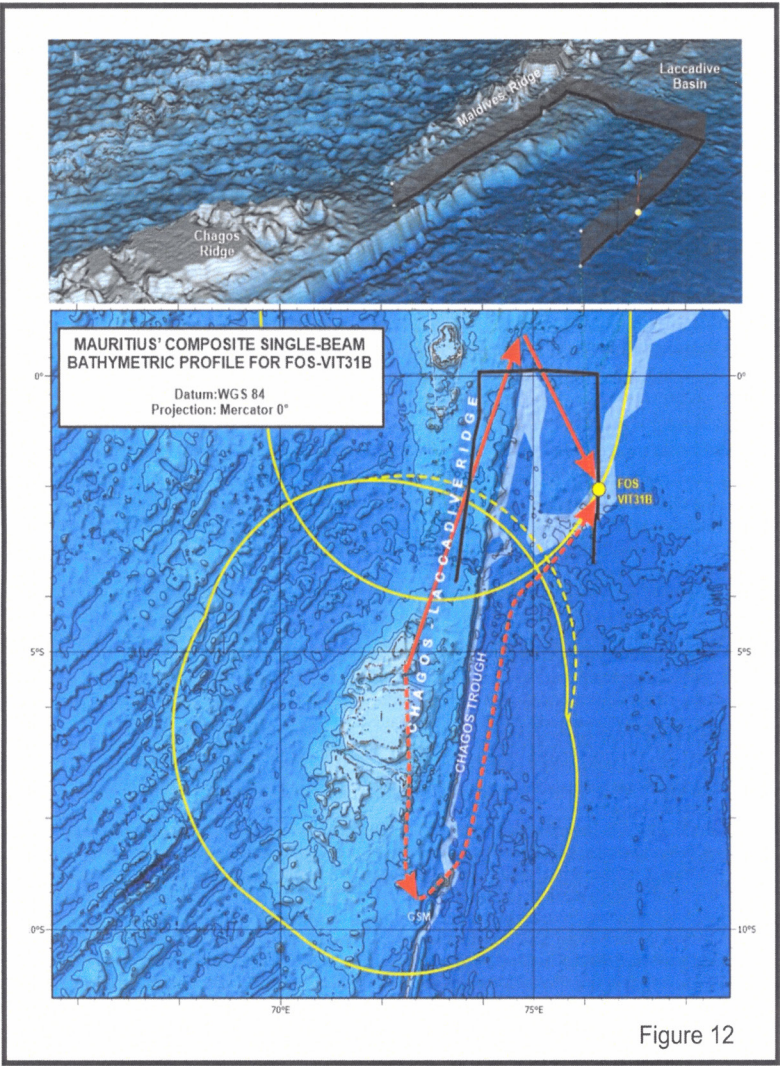 Laccadive
Basin
Maldives Ridge
Chagos
Ridge
MAURITIUS' COMPOSITE SINGLE-BEAM
BATHYMETRIC PROFILE FOR FOS-VIT31B
Datum:WGS 84
Projection: Mercator 0°
0°
0°
FOS
VIT31B
CHAGOS - LACCADIVE RIDGE
5°S
5°S
CHAGOS TROUGH
GSM
0°S
10°S
70°E
75°E
Figure 12